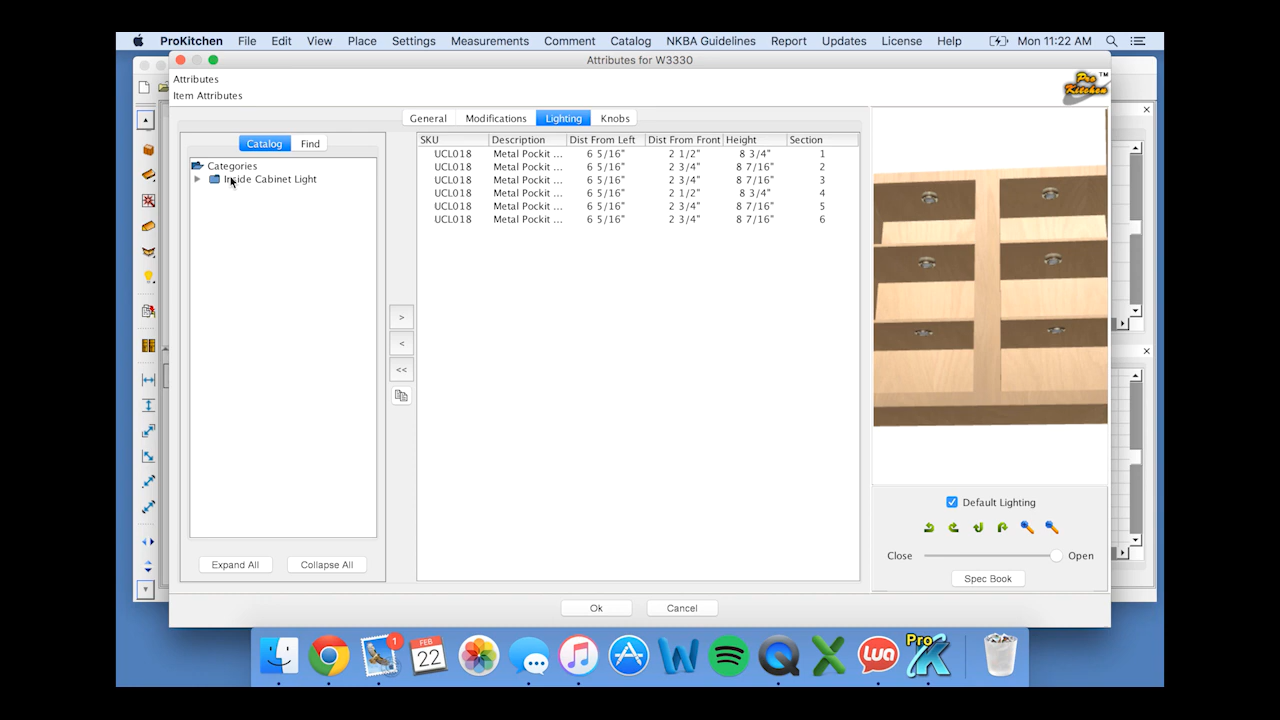 ProKitchen File Edit View Place Settings Measurements Comment Catalog NKBA Guidelines Report Updates License Help Mon 11:22 AM
Attributes for W3330
Attributes
Item Attributes
Pro Kitchen TM
General Modifications Lighting Knobs
Catalog Find
Categories
Inside Cabinet Light
SKU Description Dist From Left Dist From Front Height Section
UCL018 Metal Pockit ... 6 5/16" 2 1/2" 8 3/4" 1
UCL018 Metal Pockit ... 6 5/16" 2 3/4" 8 7/16" 2
UCL018 Metal Pockit ... 6 5/16" 2 3/4" 8 7/16" 3
UCL018 Metal Pockit ... 6 5/16" 2 1/2" 8 3/4" 4
UCL018 Metal Pockit ... 6 5/16" 2 3/4" 8 7/16" 5
UCL018 Metal Pockit ... 6 5/16" 2 3/4" 8 7/16" 6
>
<
<<
Default Lighting
Close Open
Spec Book
Expand All Collapse All
Ok Cancel
1
FEB
22
Lua
Pro
K